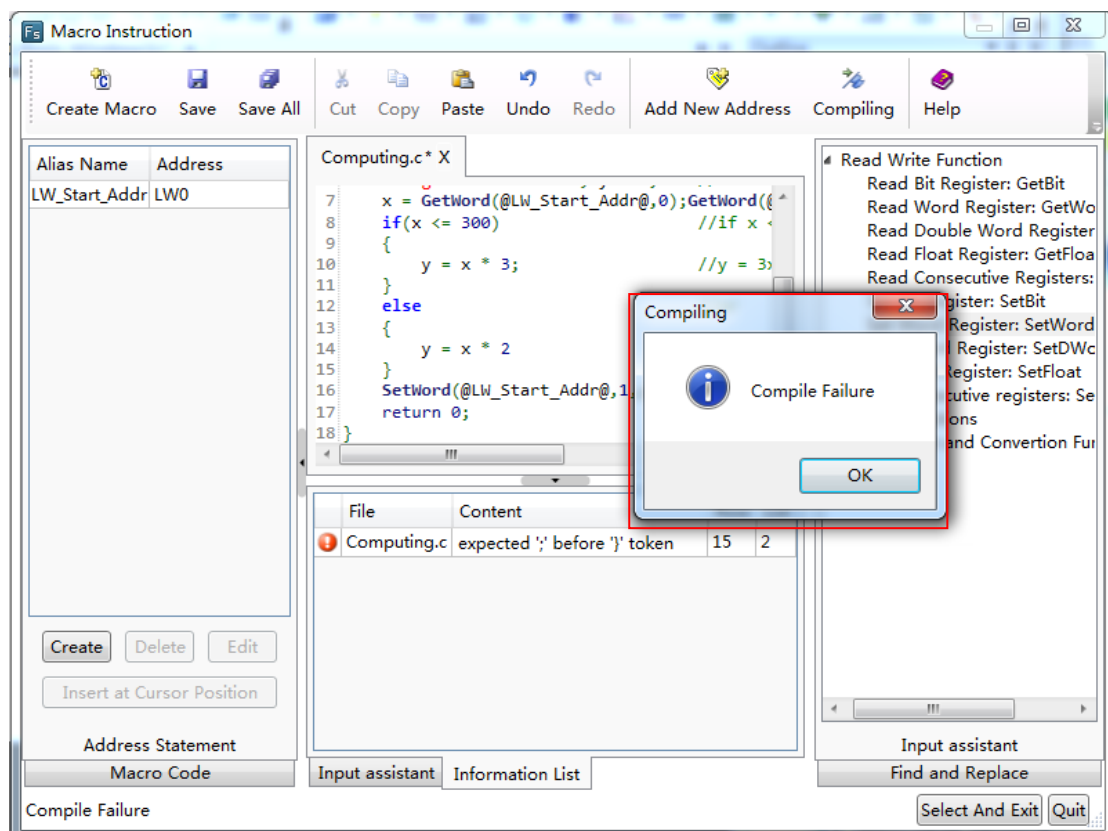 Macro Instruction
Create Macro Save Save All Cut Copy Paste Undo Redo Add New Address Compiling Help
Alias Name Address
LW_Start_Addr LW0
Create Delete Edit
Insert at Cursor Position
Address Statement
Macro Code
Computing.c* X
7 x = GetWord(@LW_Start_Addr@,0);GetWord(@
8 if(x <= 300) //if x <
9 {
10 y = x * 3; //y = 3x
11 }
12 else
13 {
14 y = x * 2
15 }
16 SetWord(@LW_Start_Addr@,1,
17 return 0;
18 }
File Content
Computing.c expected ';' before '}' token 15 2
Input assistant Information List
Compiling
Compile Failure
OK
Read Write Function
Read Bit Register: GetBit
Read Word Register: GetWo
Read Double Word Register
Read Float Register: GetFloa
Read Consecutive Registers:
gister: SetBit
Register: SetWord
Register: SetDWo
Register: SetFloat
cutive registers: Se
ons
and Convertion Fun
Input assistant
Find and Replace
Compile Failure
Select And Exit Quit